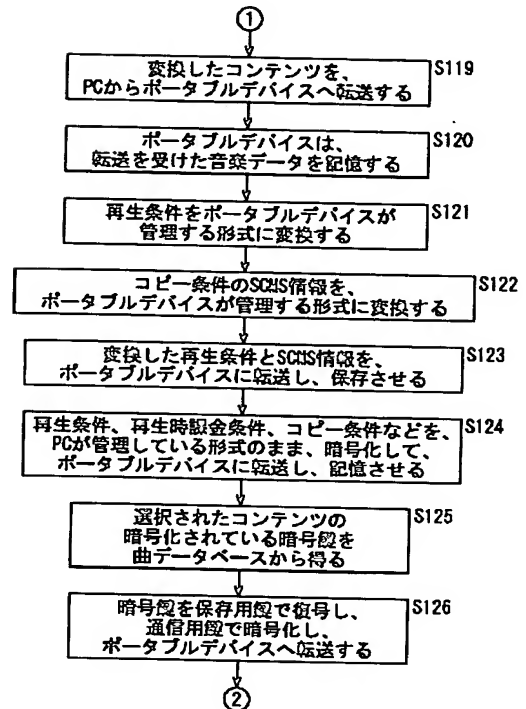 ①
変換したコンテンツを、
PCからポータブルデバイスへ転送する
S119
ポータブルデバイスは、
転送を受けた音楽データを記憶する
S120
再生条件をポータブルデバイスが
管理する形式に変換する
S121
コピー条件のSCMS情報を、
ポータブルデバイスが管理する形式に変換する
S122
変換した再生条件とSCMS情報を、
ポータブルデバイスに転送し、保存させる
S123
再生条件、再生時課金条件、コピー条件などを、
PCが管理している形式のまま、暗号化して、
ポータブルデバイスに転送し、記憶させる
S124
選択されたコンテンツの
暗号化されている暗号鍵を
曲データベースから得る
S125
暗号鍵を保存用鍵で復号し、
通信用鍵で暗号化し、
ポータブルデバイスへ転送する
S126
②